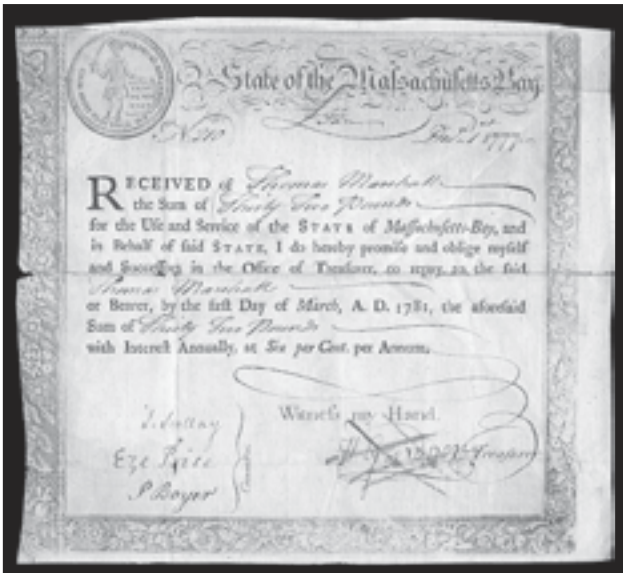 State of the Massachusetts-Bay
1777
RECEIVED of Thomas Marshall
the Sum of Thirty Two Pounds
for the Uſe and Service of the STATE of Maſſachuſetts-Bay, and
in Behalf of ſaid STATE, I do hereby promiſe and oblige myſelf
and Succeſſors in the Office of Treaſurer, to repay to the ſaid
Thomas Marshall
or Bearer, by the firſt Day of March, A. D. 1781, the aforeſaid
Sum of Thirty Two Pounds
with Intereſt Annually, at Six per Cent. per Annum.
Witneſs my Hand.
Eze Price
P Boyer
Treasurer